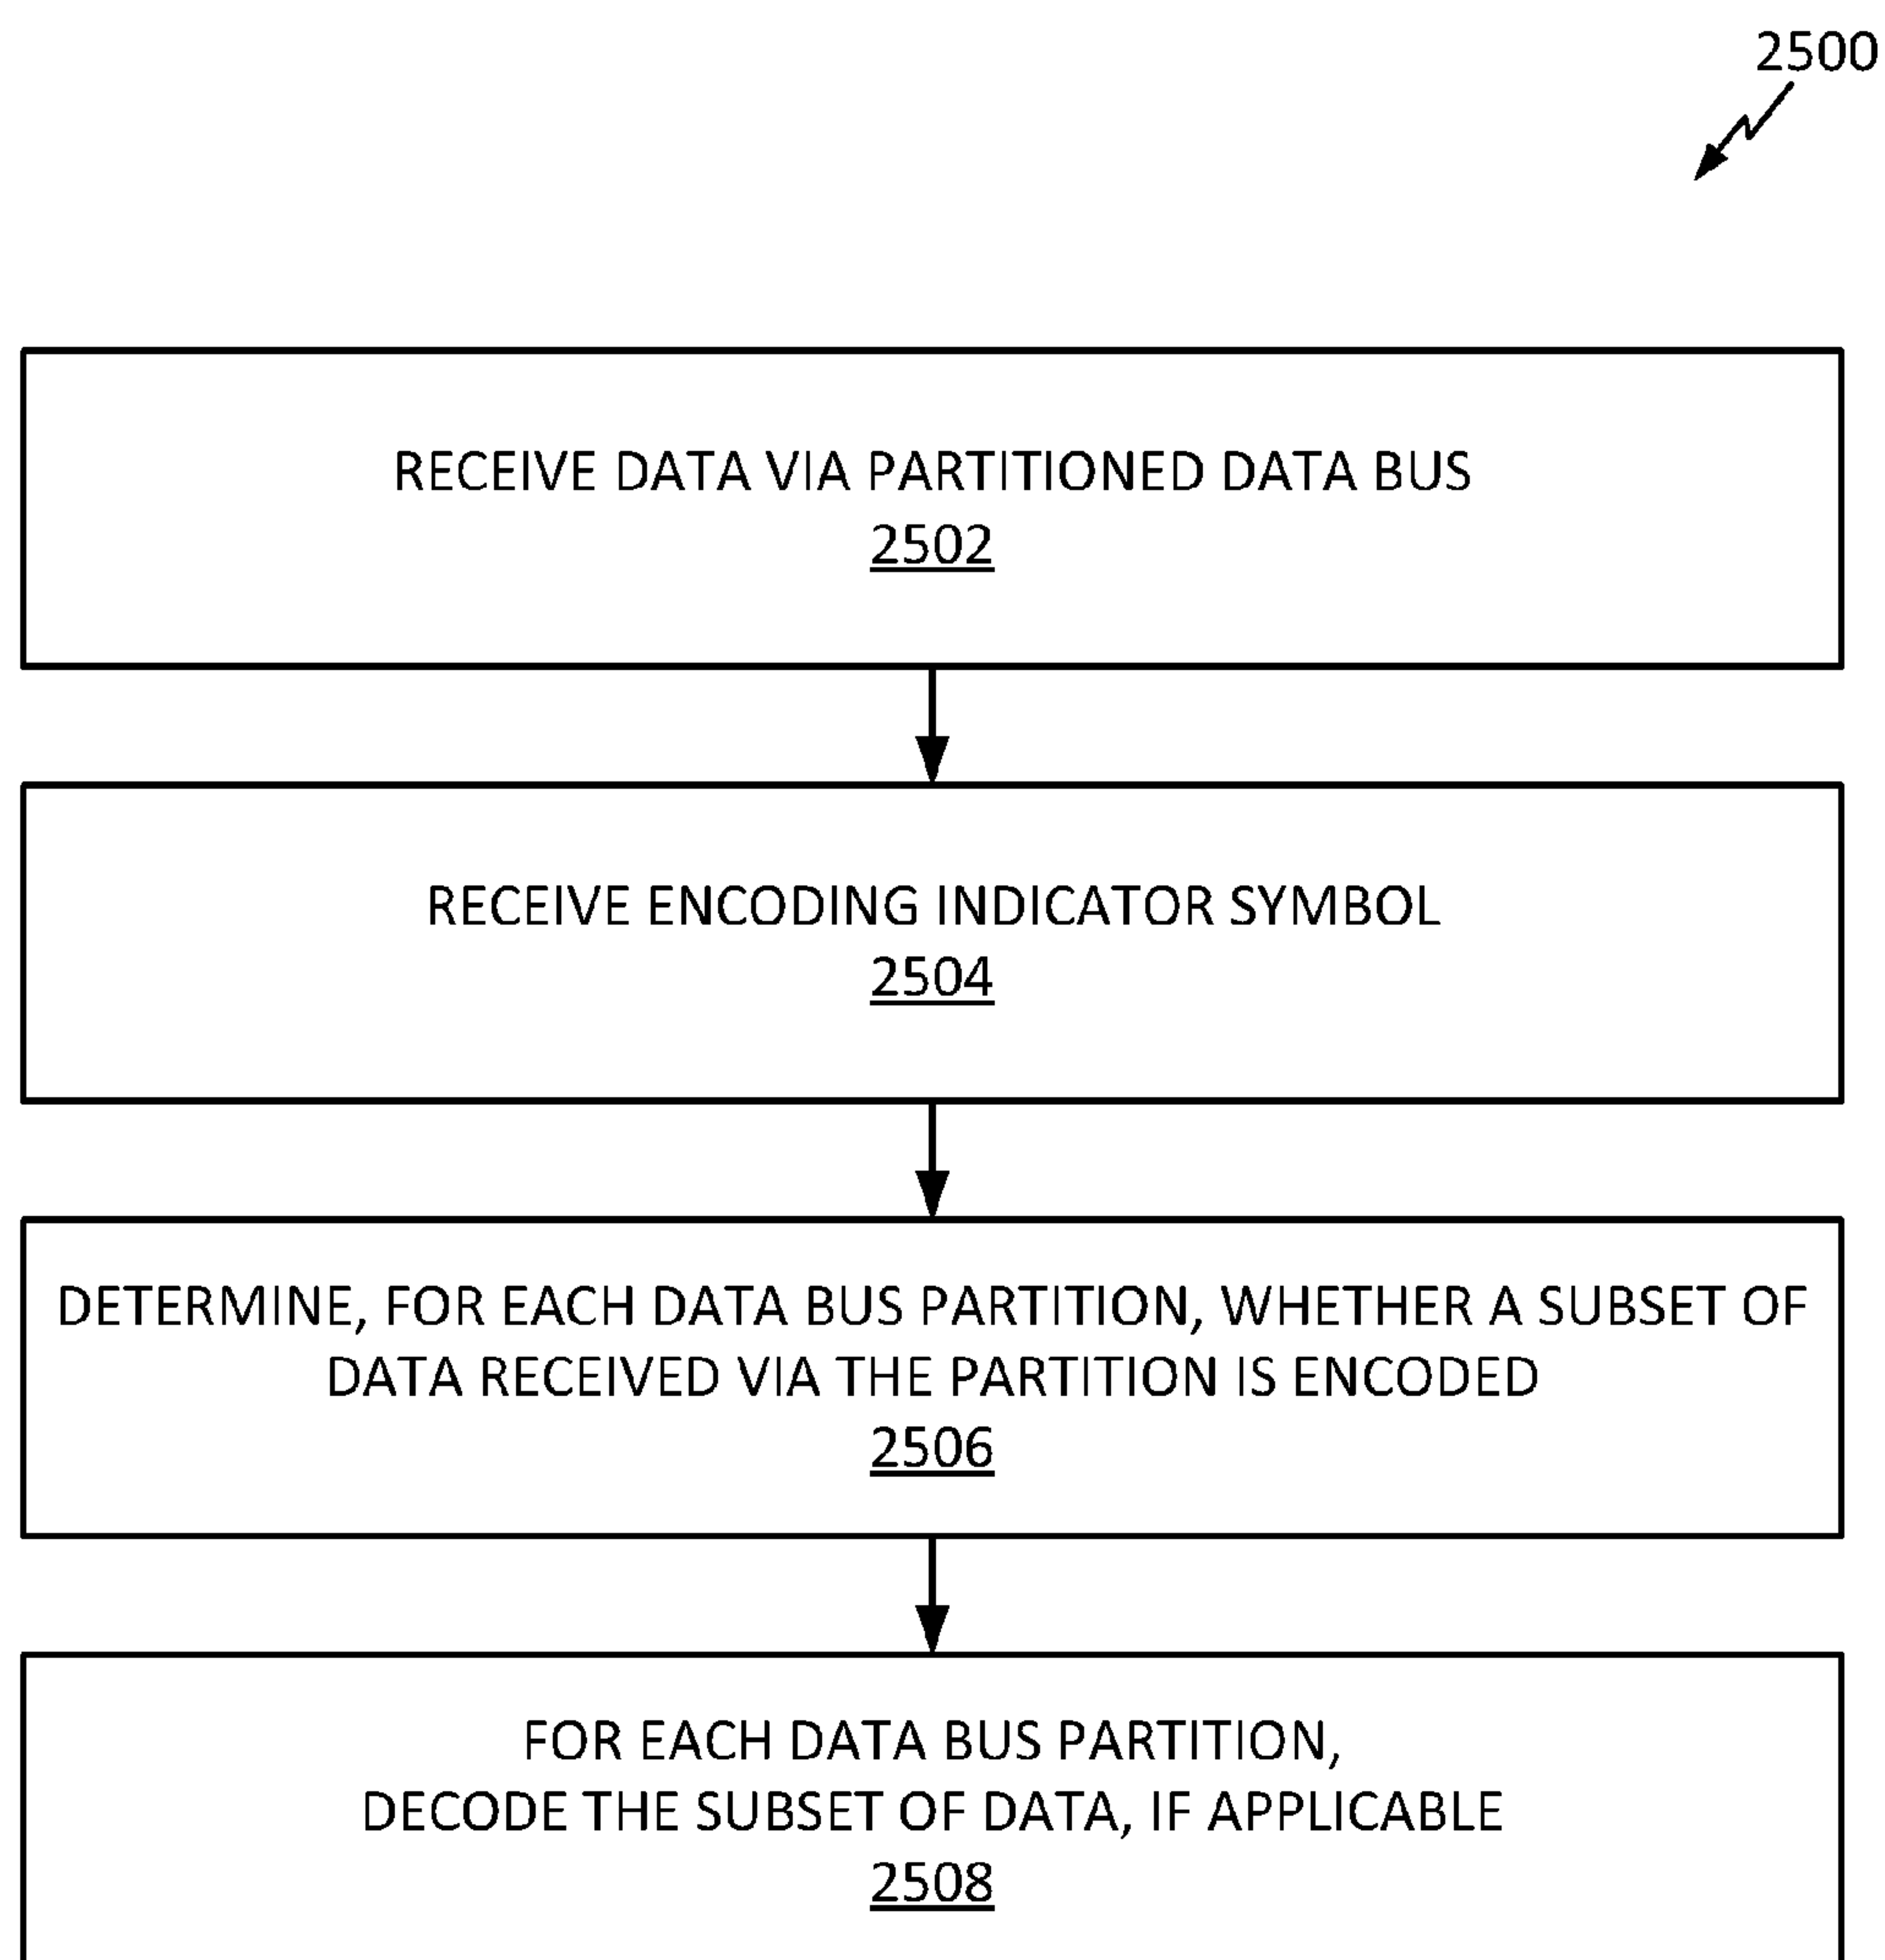 2500
RECEIVE DATA VIA PARTITIONED DATA BUS
2502
RECEIVE ENCODING INDICATOR SYMBOL
2504
DETERMINE, FOR EACH DATA BUS PARTITION, WHETHER A SUBSET OF
DATA RECEIVED VIA THE PARTITION IS ENCODED
2506
FOR EACH DATA BUS PARTITION,
DECODE THE SUBSET OF DATA, IF APPLICABLE
2508